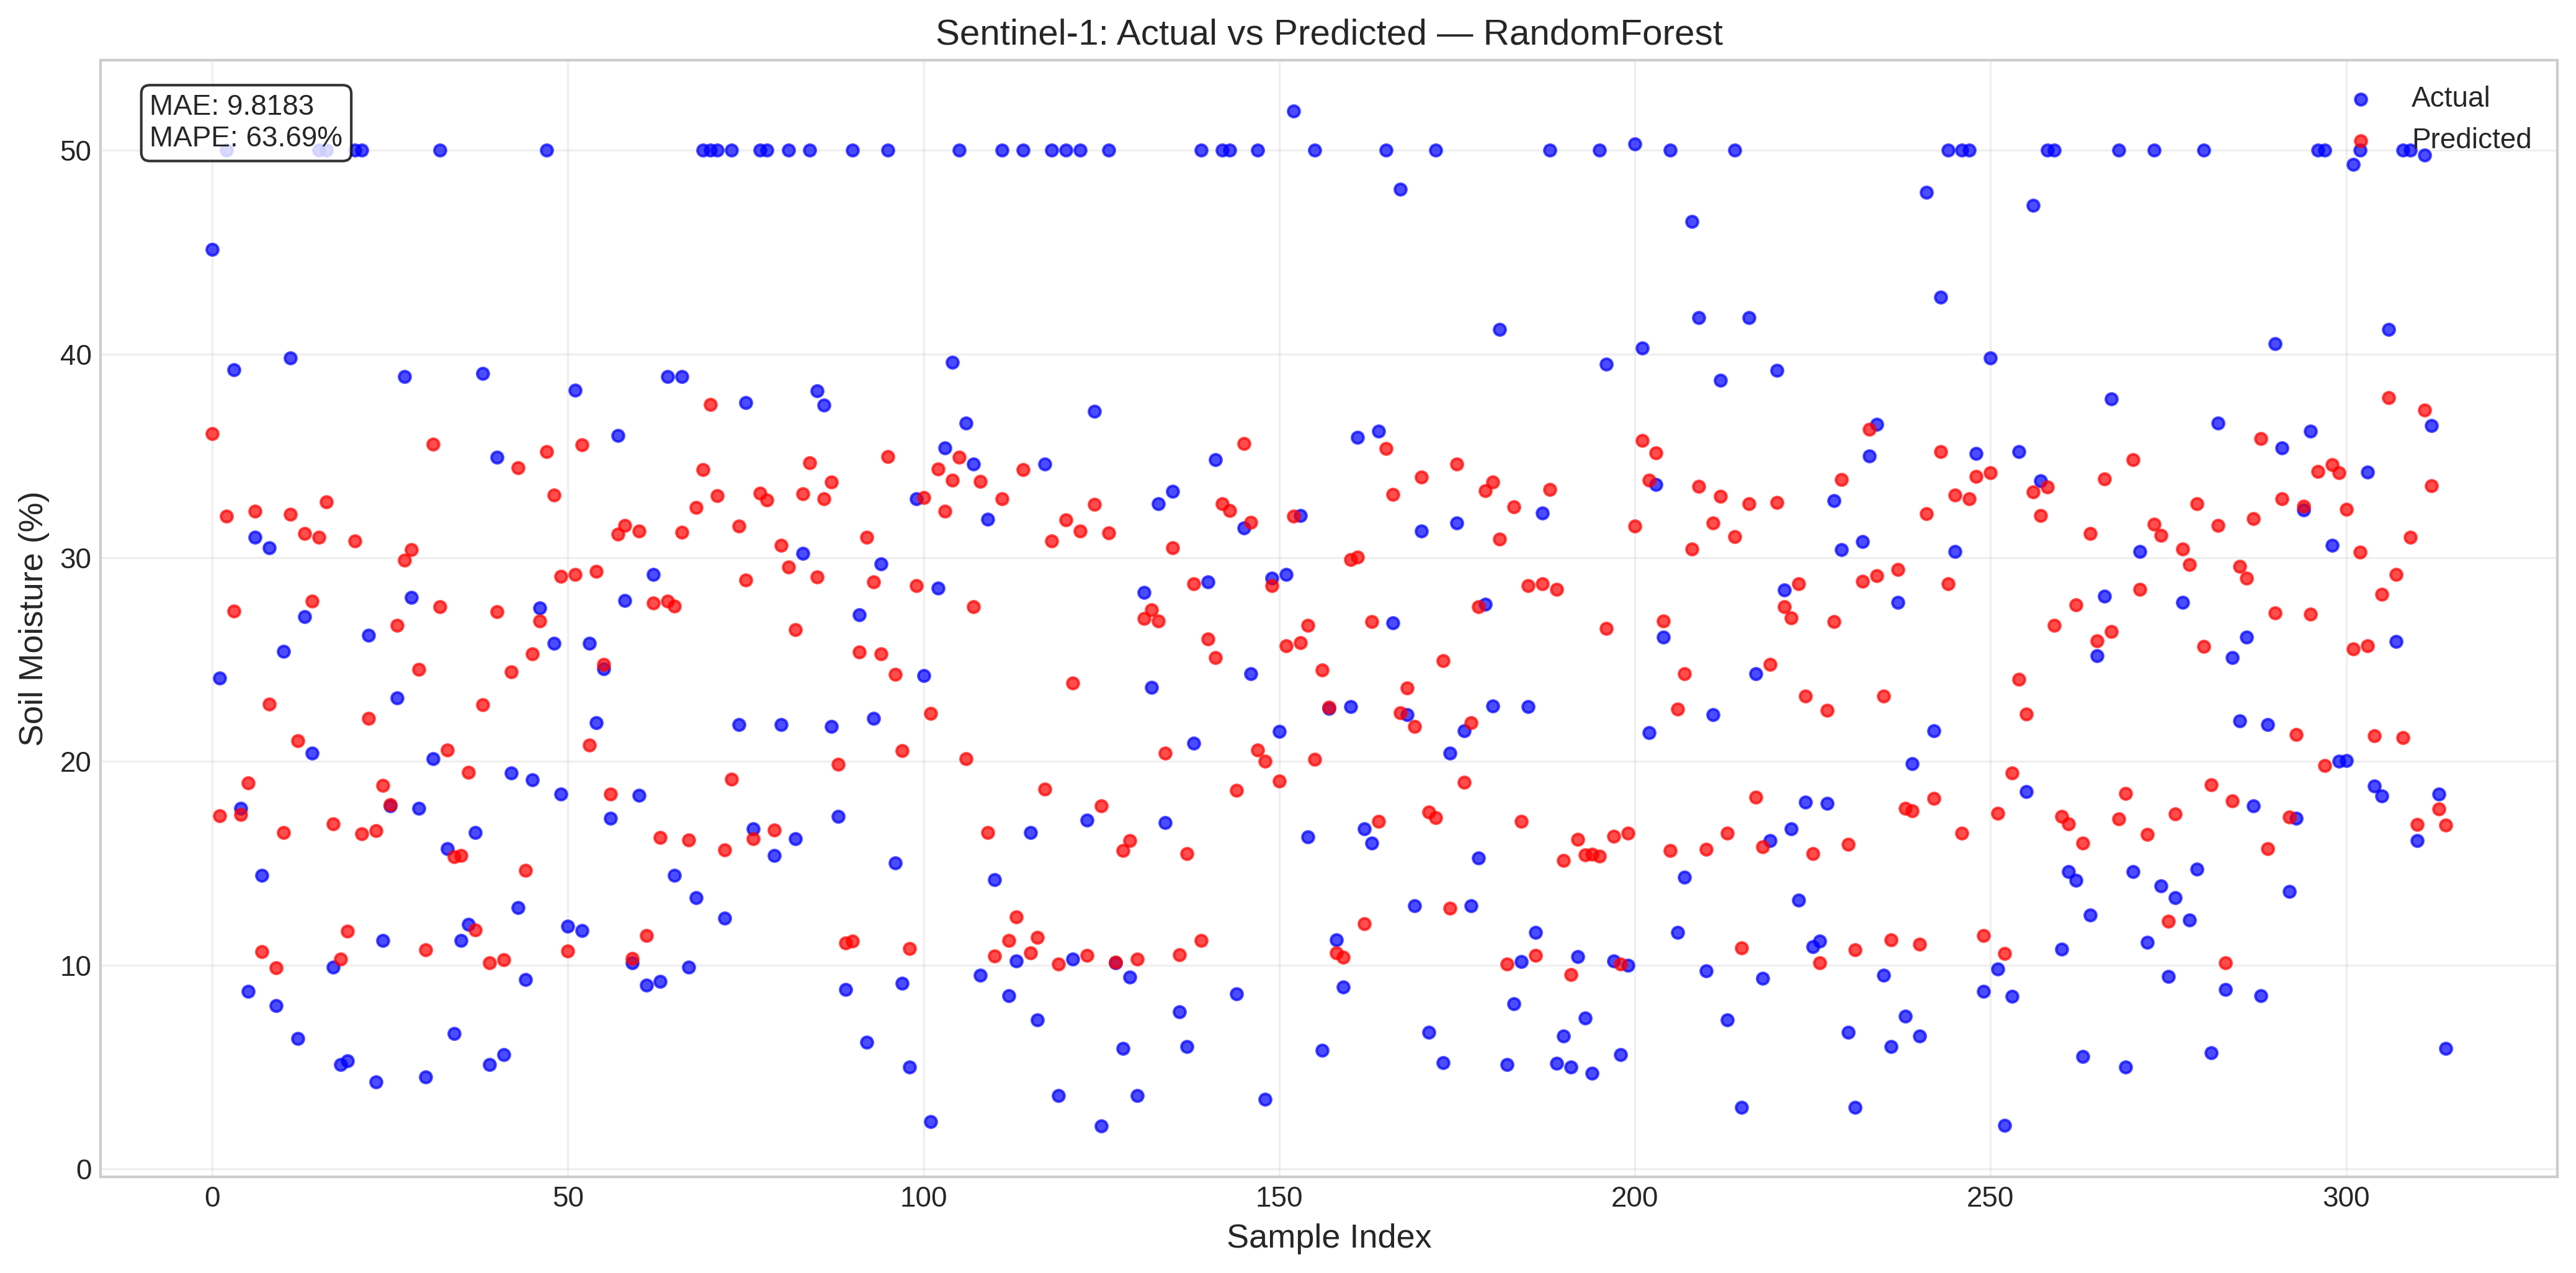 Sentinel-1: Actual vs Predicted — RandomForest
MAE: 9.8183
MAPE: 63.69%
Actual
Predicted
Soil Moisture (%)
50
40
30
20
10
0
0 50 100 150 200 250 300
Sample Index